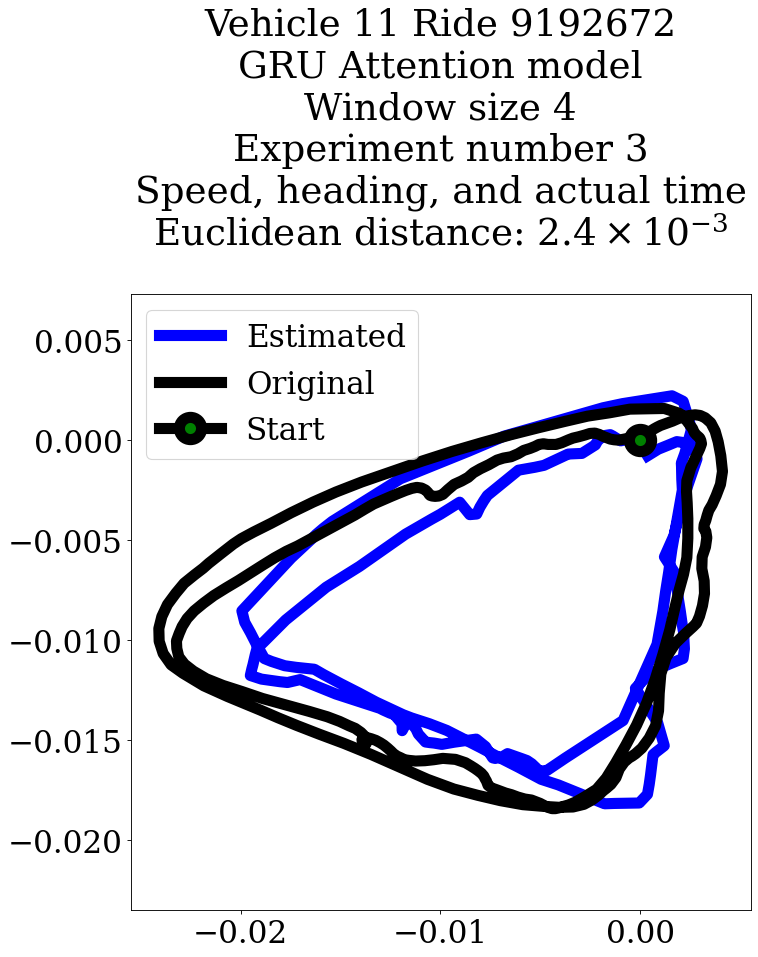 Vehicle 11 Ride 9192672
GRU Attention model
Window size 4
Experiment number 3
Speed, heading, and actual time
Euclidean distance: 2.4 × 10⁻³
Estimated
Original
Start
0.005
0.000
−0.005
−0.010
−0.015
−0.020
−0.02
−0.01
0.00